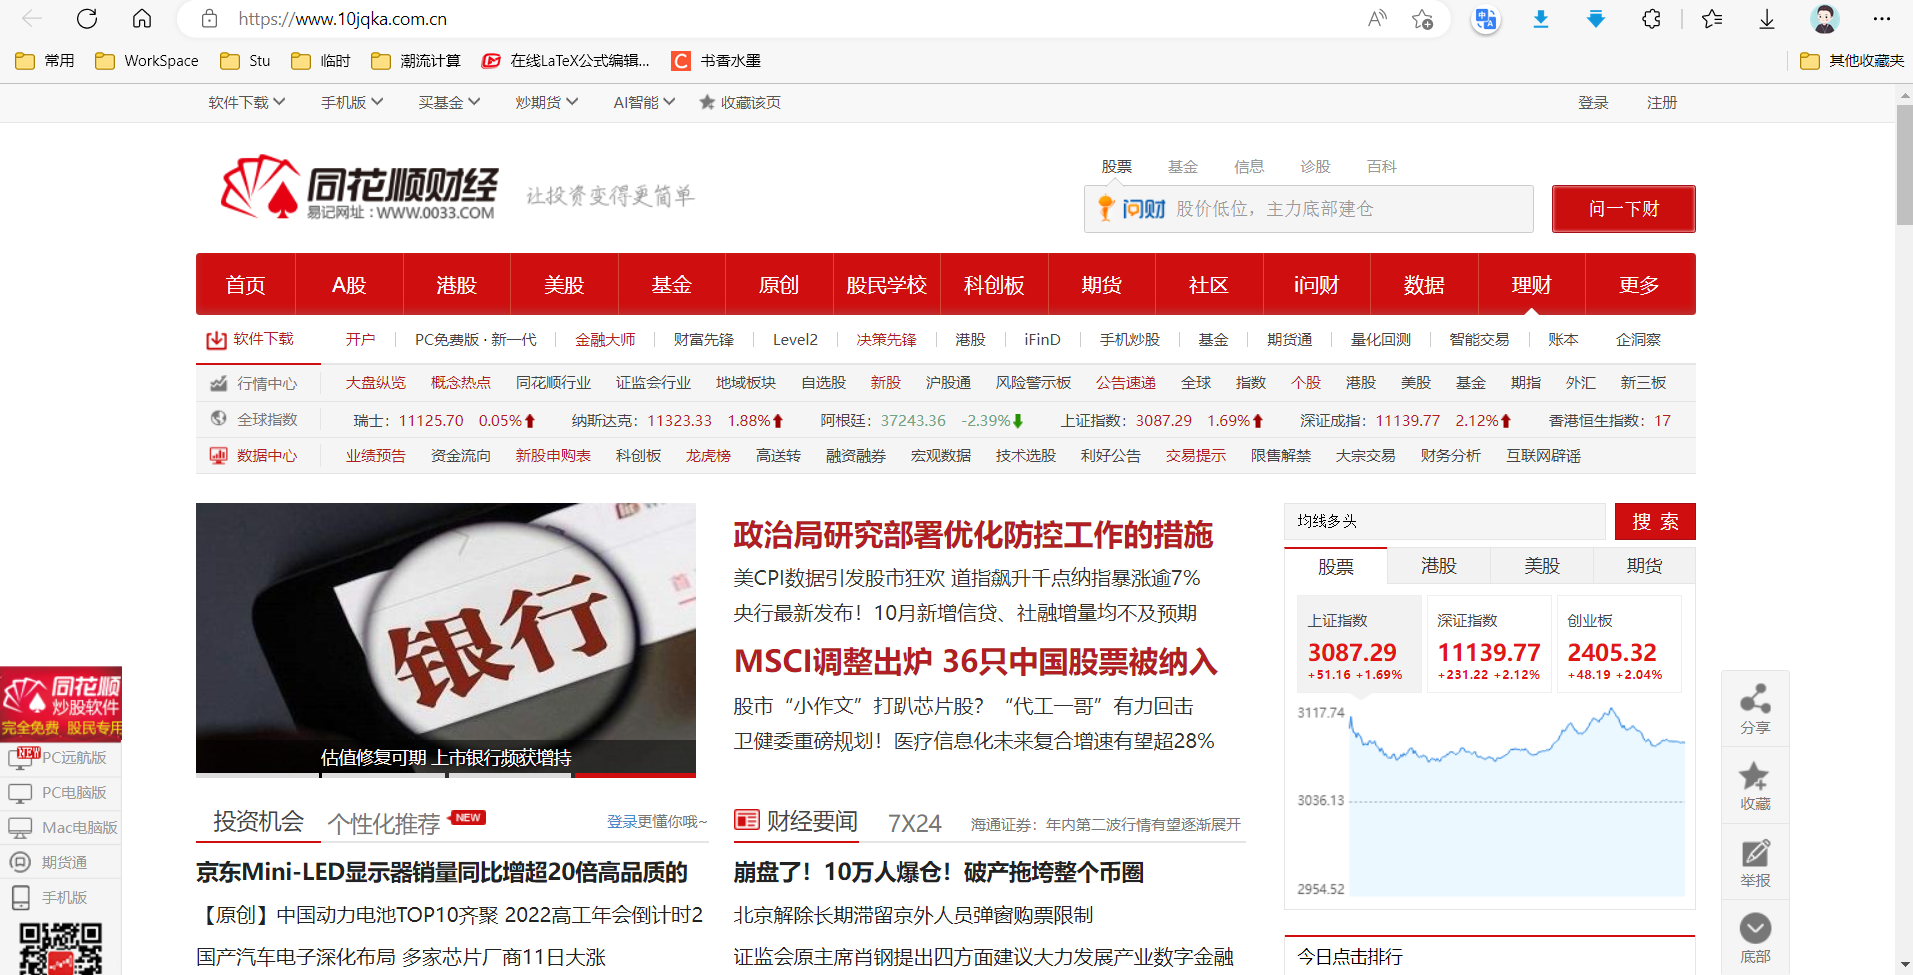 https://www.10jqka.com.cn
常用 WorkSpace Stu 临时 潮流计算 在线LaTeX公式编辑... 书香水墨 其他收藏夹
软件下载 手机版 买基金 炒期货 AI智能 收藏该页 登录 注册
股票 基金 信息 诊股 百科
同花顺财经 让投资变得更简单
易记网址:WWW.0033.COM
问财 股价低位，主力底部建仓 问一下财
首页 A股 港股 美股 基金 原创 股民学校 科创板 期货 社区 i问财 数据 理财 更多
软件下载 开户 PC免费版·新一代 金融大师 财富先锋 Level2 决策先锋 港股 iFinD 手机炒股 基金 期货通 量化回测 智能交易 账本 企洞察
行情中心 大盘纵览 概念热点 同花顺行业 证监会行业 地域板块 自选股 新股 沪股通 风险警示板 公告速递 全球 指数 个股 港股 美股 基金 期指 外汇 新三板
全球指数 瑞士：11125.70 0.05% 纳斯达克：11323.33 1.88% 阿根廷：37243.36 -2.39% 上证指数：3087.29 1.69% 深证成指：11139.77 2.12% 香港恒生指数：17
数据中心 业绩预告 资金流向 新股申购表 科创板 龙虎榜 高送转 融资融券 宏观数据 技术选股 利好公告 交易提示 限售解禁 大宗交易 财务分析 互联网辟谣
银行
估值修复可期 上市银行频获增持
政治局研究部署优化防控工作的措施
美CPI数据引发股市狂欢 道指飙升千点纳指暴涨逾7%
央行最新发布！10月新增信贷、社融增量均不及预期
MSCI调整出炉 36只中国股票被纳入
股市“小作文”打趴芯片股？“代工一哥”有力回击
卫健委重磅规划！医疗信息化未来复合增速有望超28%
均线多头 搜 索
股票 港股 美股 期货
上证指数 深证成指数 创业板
3087.29 11139.77 2405.32
+51.16 +1.69% +231.22 +2.12% +48.19 +2.04%
3117.74
3036.13
2954.52
今日点击排行
投资机会 个性化推荐 NEW 登录更懂你哦~
京东Mini-LED显示器销量同比增超20倍高品质的
【原创】中国动力电池TOP10齐聚 2022高工年会倒计时2
国产汽车电子深化布局 多家芯片厂商11日大涨
财经要闻 7X24 海通证券：年内第二波行情有望逐渐展开
崩盘了！10万人爆仓！破产拖垮整个币圈
北京解除长期滞留京外人员弹窗购票限制
证监会原主席肖钢提出四方面建议大力发展产业数字金融
同花顺
炒股软件
完全免费 股民专用
NEW PC远航版
PC电脑版
Mac电脑版
期货通
手机版
分享
收藏
举报
底部